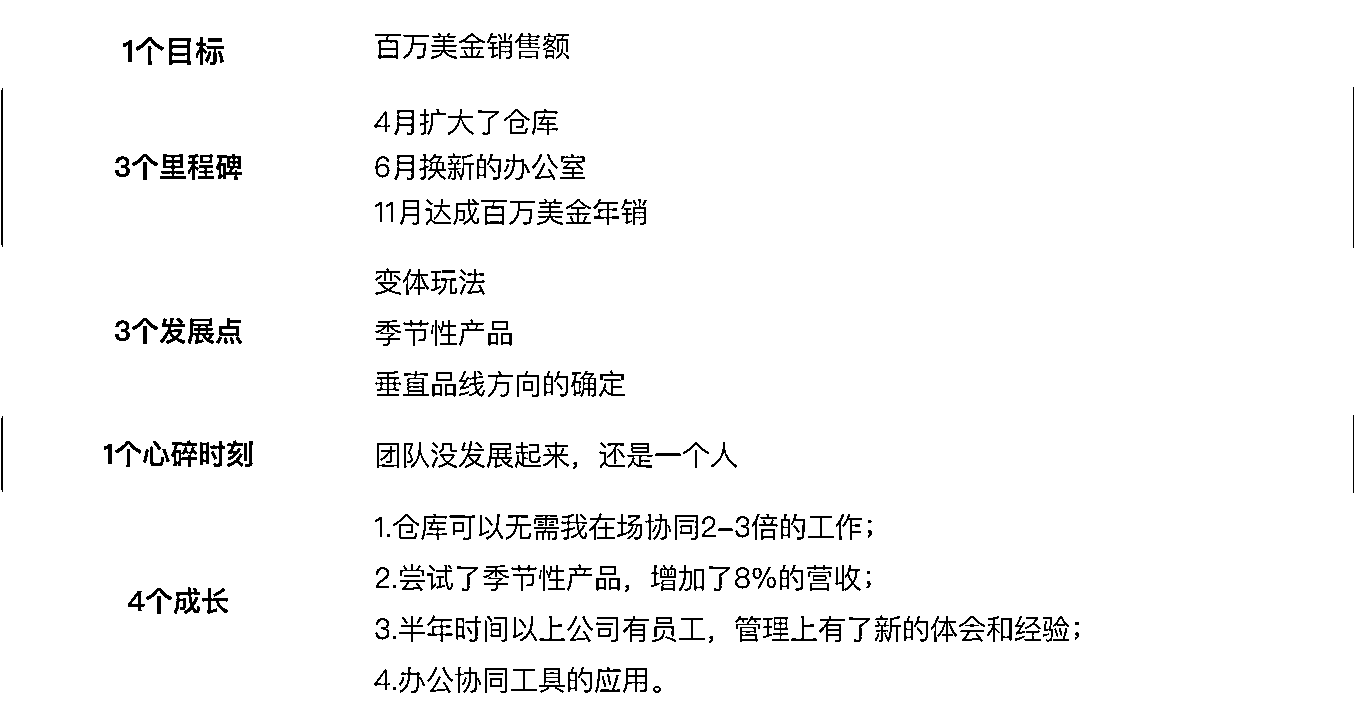 1个目标
百万美金销售额
3个里程碑
4月扩大了仓库
6月换新的办公室
11月达成百万美金年销
3个发展点
变体玩法
季节性产品
垂直品线方向的确定
1个心碎时刻
团队没发展起来，还是一个人
4个成长
1.仓库可以无需我在场协同2-3倍的工作；
2.尝试了季节性产品，增加了8%的营收；
3.半年时间以上公司有员工，管理上有了新的体会和经验；
4.办公协同工具的应用。